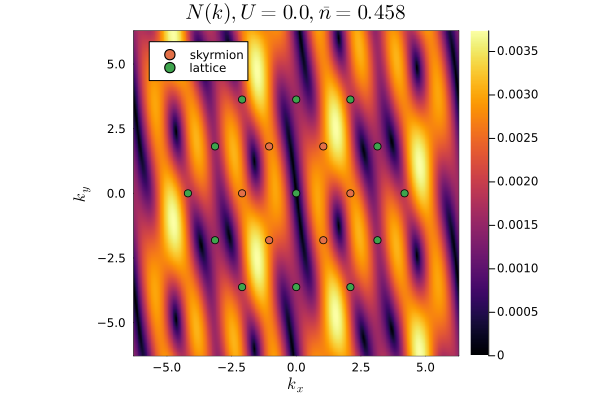 N(k), U = 0.0, n̄ = 0.458
skyrmion
lattice
5.0
2.5
0.0
−2.5
−5.0
k_y
−5.0 −2.5 0.0 2.5 5.0
k_x
0.0035
0.0030
0.0025
0.0020
0.0015
0.0010
0.0005
0